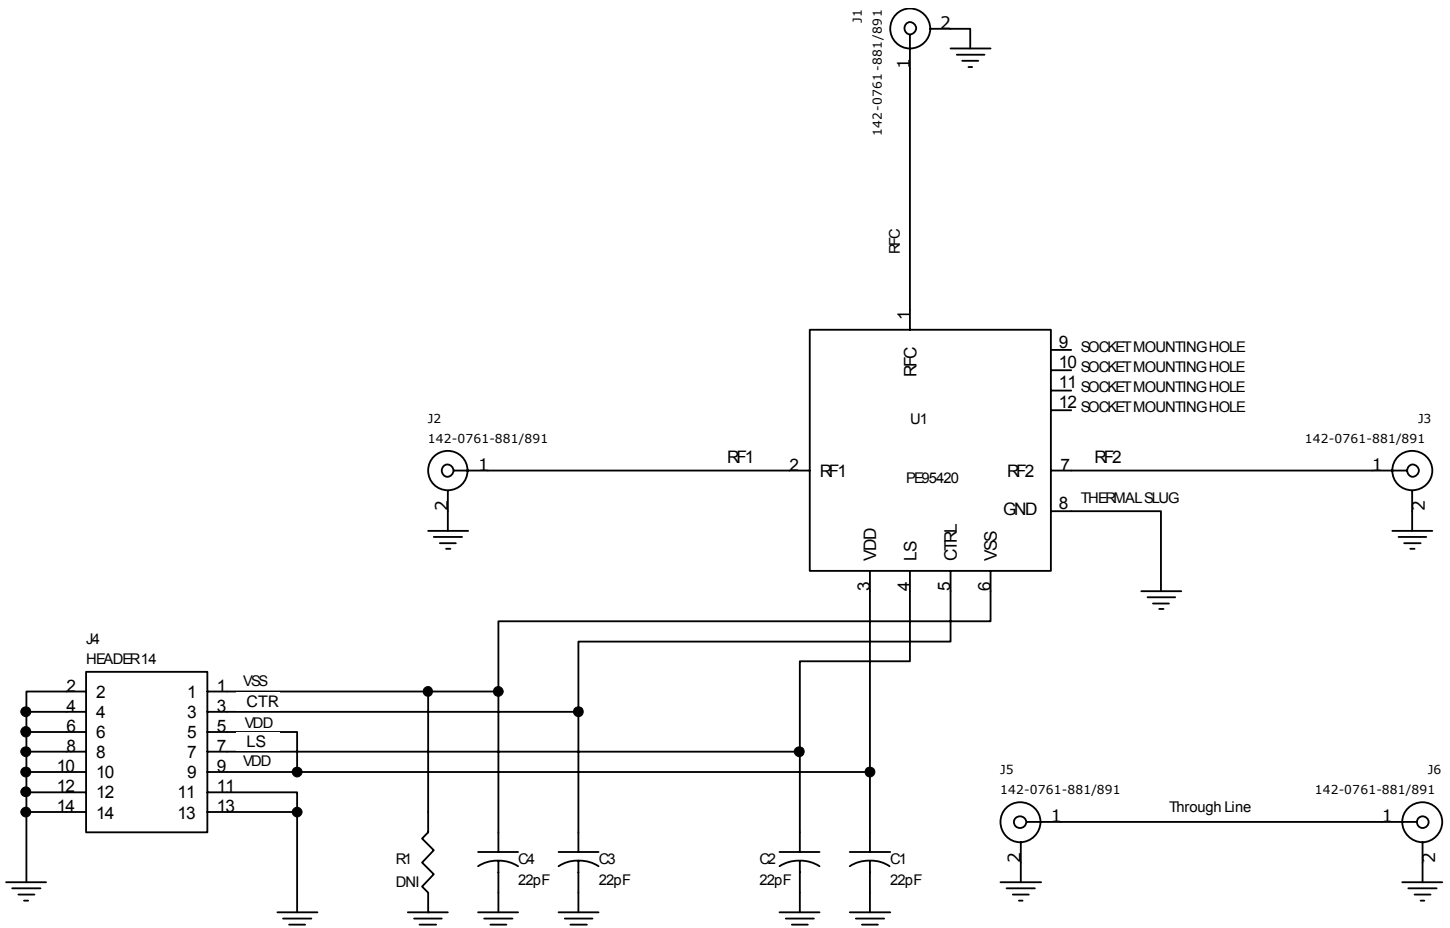 J1
142-0761-881/891
2
1
RFC
1
RFC
U1
PE95420
9 SOCKET MOUNTING HOLE
10 SOCKET MOUNTING HOLE
11 SOCKET MOUNTING HOLE
12 SOCKET MOUNTING HOLE
J2
142-0761-881/891
1
2
RF1
2
RF1
RF2
7
RF2
J3
142-0761-881/891
1
2
GND
8
THERMAL SLUG
VDD
LS
CTRL
VSS
3
4
5
6
J4
HEADER 14
2 2 1 1 VSS
4 4 3 3 CTR
6 6 5 5 VDD
8 8 7 7 LS
10 10 9 9 VDD
12 12 11 11
14 14 13 13
R1
DNI
C4
22pF
C3
22pF
C2
22pF
C1
22pF
J5
142-0761-881/891
1
2
Through Line
J6
142-0761-881/891
1
2